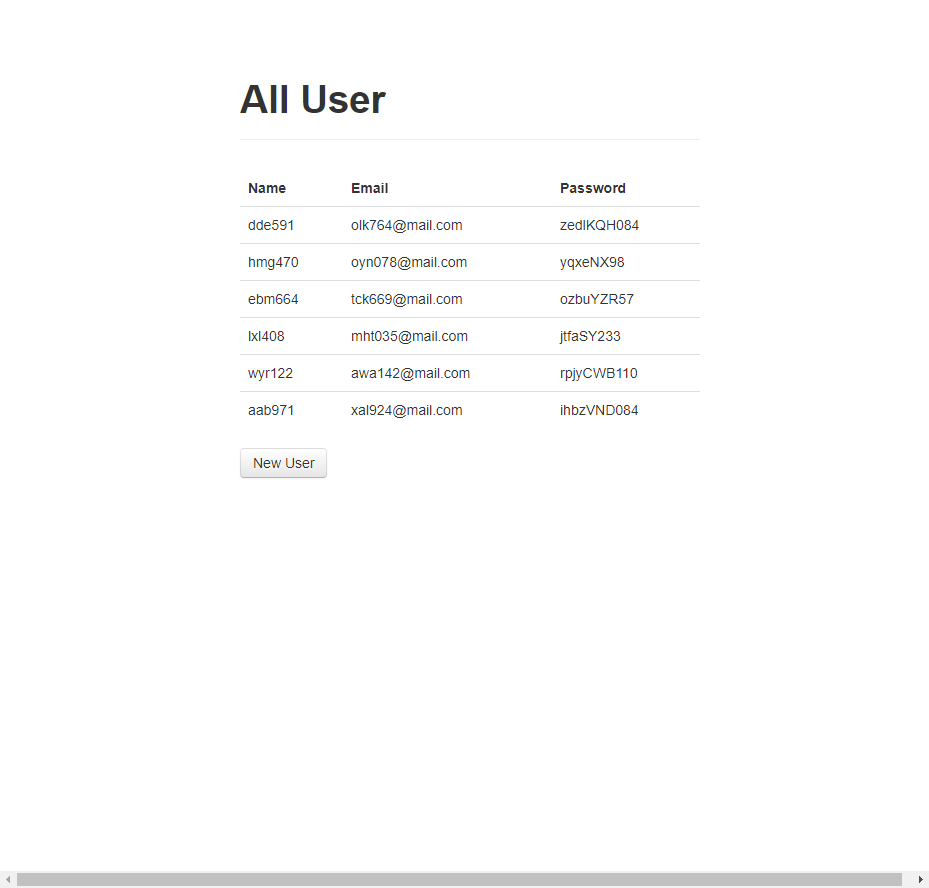 All User
Name Email Password
dde591 olk764@mail.com zedlKQH084
hmg470 oyn078@mail.com yqxeNX98
ebm664 tck669@mail.com ozbuYZR57
lxl408 mht035@mail.com jtfaSY233
wyr122 awa142@mail.com rpjyCWB110
aab971 xal924@mail.com ihbzVND084
New User